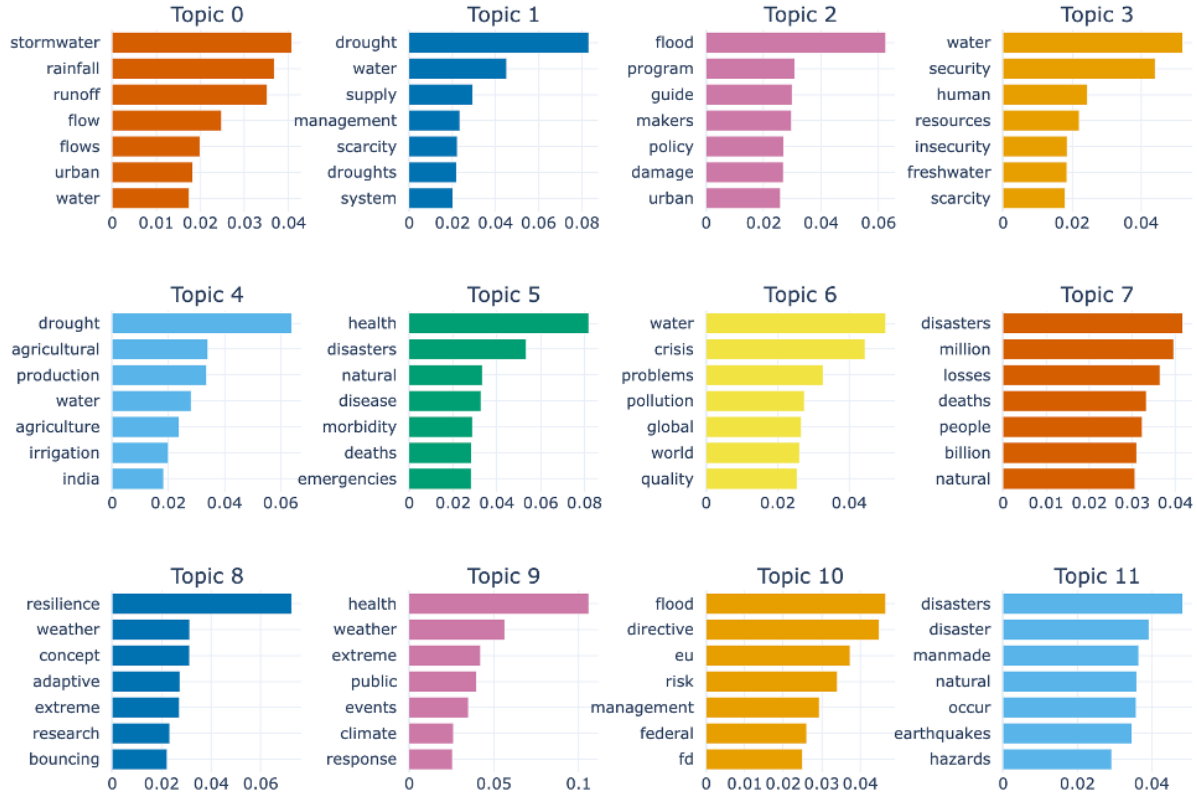 Topic 0
stormwater
rainfall
runoff
flow
flows
urban
water
0 0.01 0.02 0.03 0.04
Topic 1
drought
water
supply
management
scarcity
droughts
system
0 0.02 0.04 0.06 0.08
Topic 2
flood
program
guide
makers
policy
damage
urban
0 0.02 0.04 0.06
Topic 3
water
security
human
resources
insecurity
freshwater
scarcity
0 0.02 0.04
Topic 4
drought
agricultural
production
water
agriculture
irrigation
india
0 0.02 0.04 0.06
Topic 5
health
disasters
natural
disease
morbidity
deaths
emergencies
0 0.02 0.04 0.06 0.08
Topic 6
water
crisis
problems
pollution
global
world
quality
0 0.02 0.04
Topic 7
disasters
million
losses
deaths
people
billion
natural
0 0.01 0.02 0.03 0.04
Topic 8
resilience
weather
concept
adaptive
extreme
research
bouncing
0 0.02 0.04 0.06
Topic 9
health
weather
extreme
public
events
climate
response
0 0.05 0.1
Topic 10
flood
directive
eu
risk
management
federal
fd
0 0.01 0.02 0.03 0.04
Topic 11
disasters
disaster
manmade
natural
occur
earthquakes
hazards
0 0.02 0.04